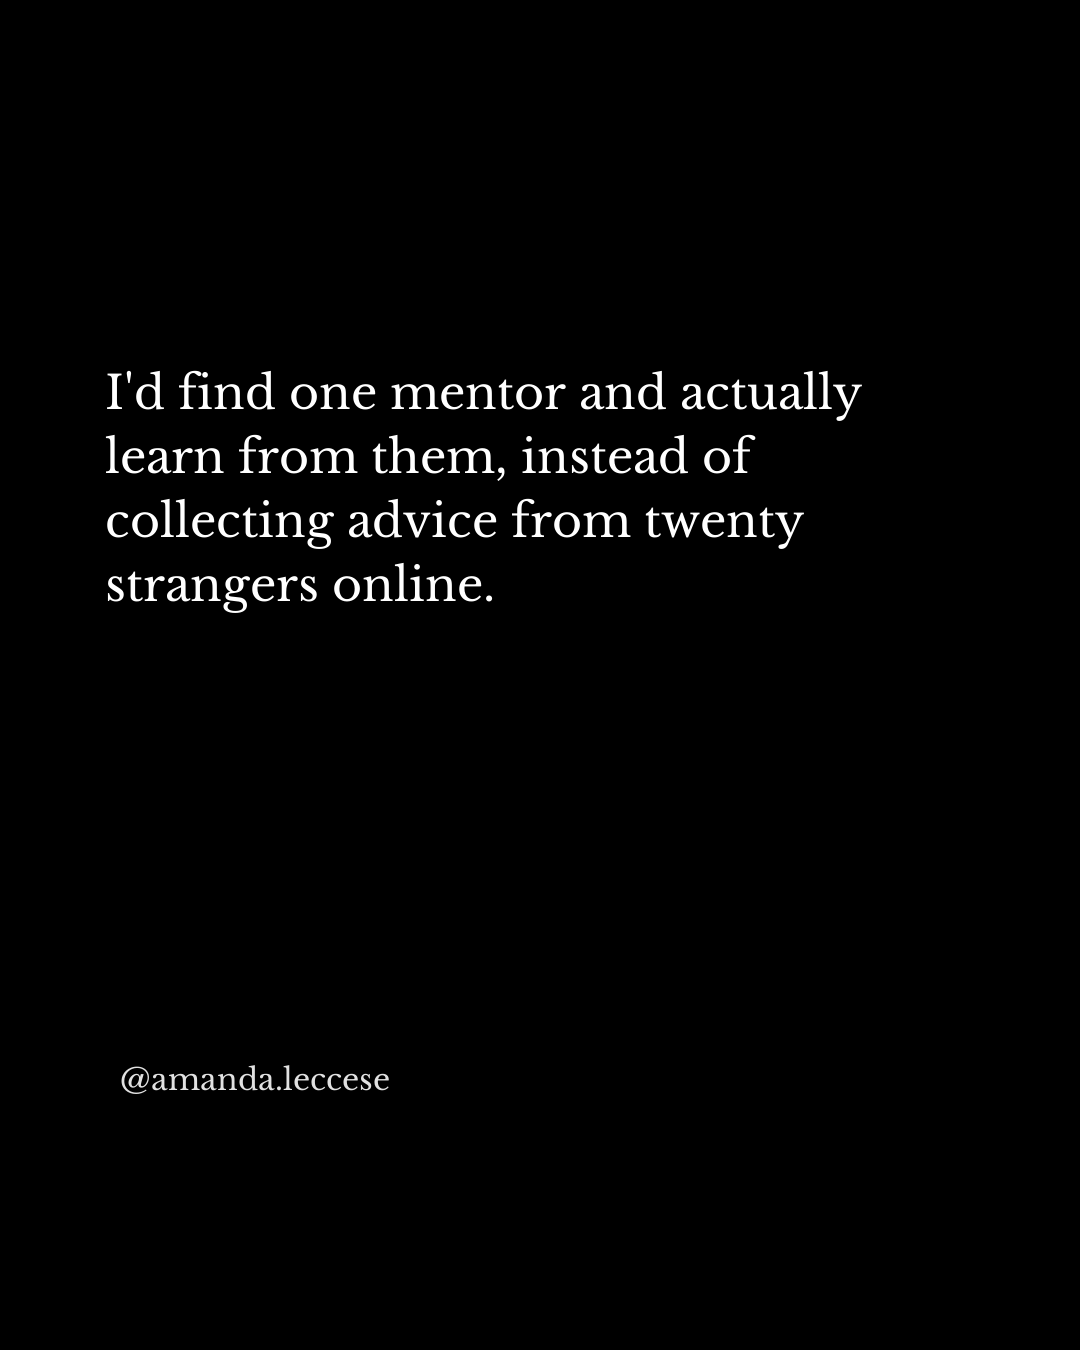 I'd find one mentor and actually
learn from them, instead of
collecting advice from twenty
strangers online.
@amanda.leccese